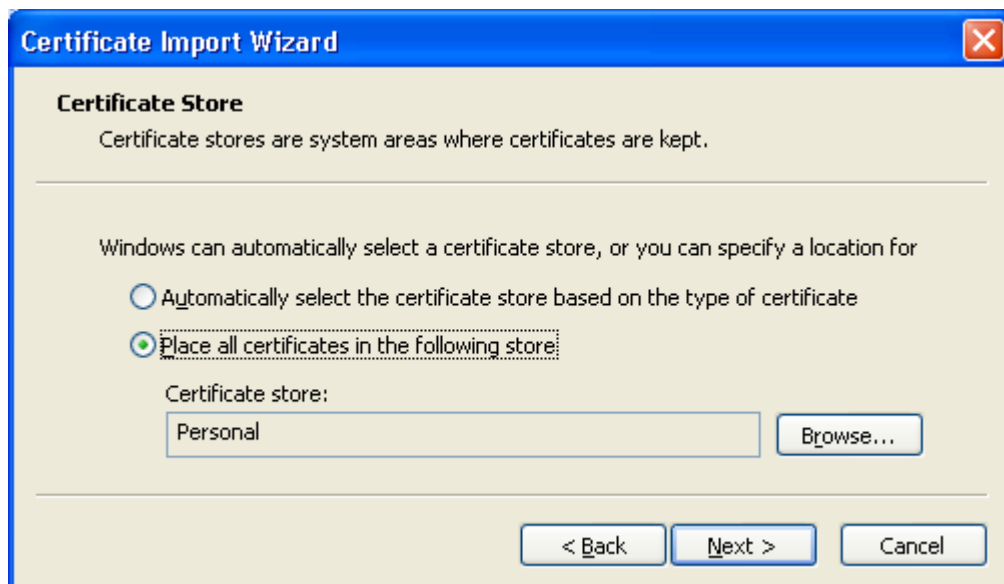 Certificate Import Wizard
Certificate Store
Certificate stores are system areas where certificates are kept.
Windows can automatically select a certificate store, or you can specify a location for
Automatically select the certificate store based on the type of certificate
Place all certificates in the following store
Certificate store:
Personal
Browse...
< Back
Next >
Cancel